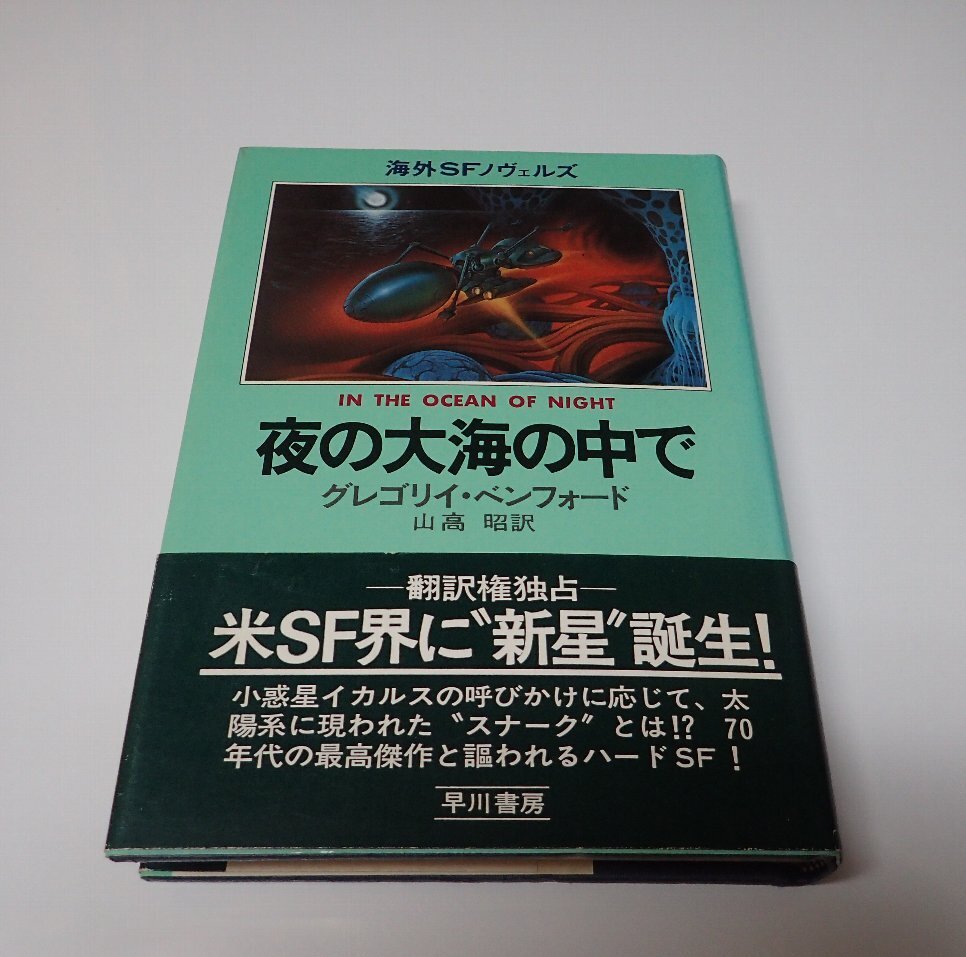 海外SFノヴェルズ
IN THE OCEAN OF NIGHT
夜の大海の中で
グレゴリイ・ベンフォード
山高 昭訳
―翻訳権独占―
米SF界に〝新星〟誕生!
小惑星イカルスの呼びかけに応じて、太
陽系に現われた〝スナーク〟とは!? 70
年代の最高傑作と謳われるハードSF!
早川書房